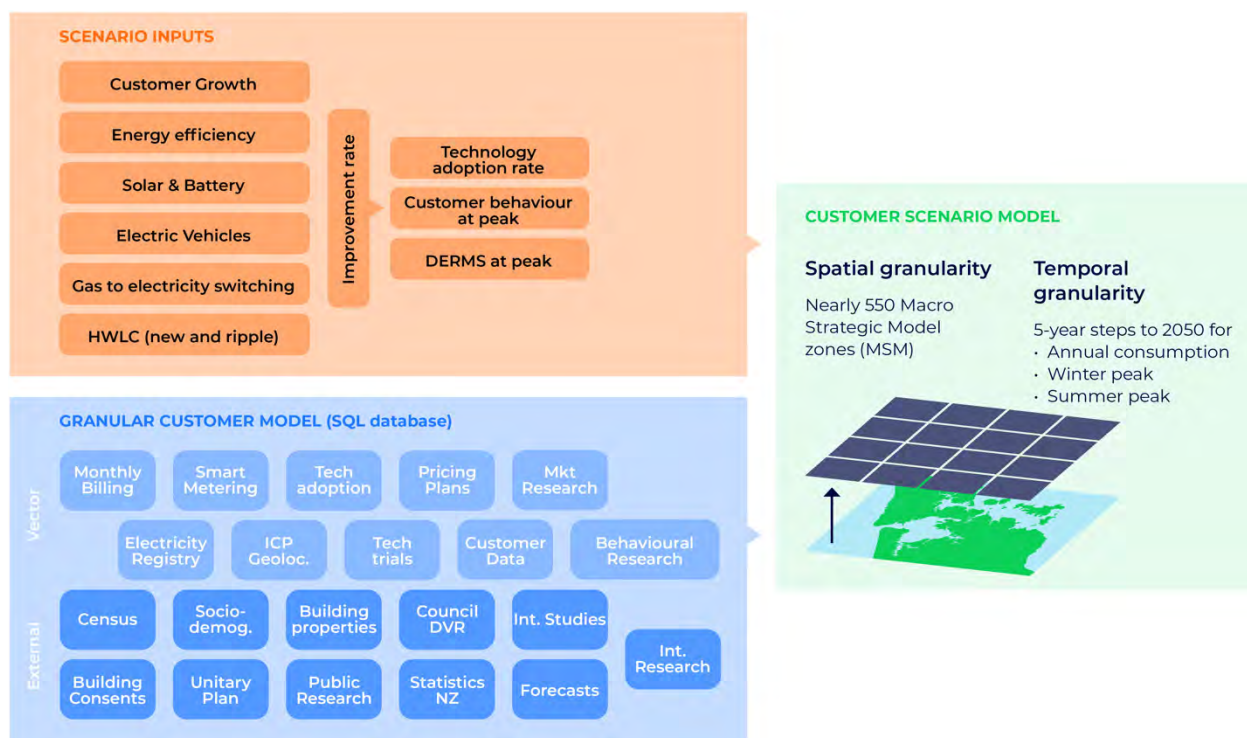 SCENARIO INPUTS
Customer Growth
Energy efficiency
Solar & Battery
Electric Vehicles
Gas to electricity switching
HWLC (new and ripple)
Improvement rate
Technology
adoption rate
Customer behaviour
at peak
DERMS at peak
GRANULAR CUSTOMER MODEL (SQL database)
Vector
Monthly
Billing
Smart
Metering
Tech
adoption
Pricing
Plans
Mkt
Research
Electricity
Registry
ICP
Geoloc.
Tech
trials
Customer
Data
Behavioural
Research
External
Census
Socio-
demog.
Building
properties
Council
DVR
Int. Studies
Int.
Research
Building
Consents
Unitary
Plan
Public
Research
Statistics
NZ
Forecasts
CUSTOMER SCENARIO MODEL
Spatial granularity
Nearly 550 Macro
Strategic Model
zones (MSM)
Temporal
granularity
5-year steps to 2050 for
• Annual consumption
• Winter peak
• Summer peak